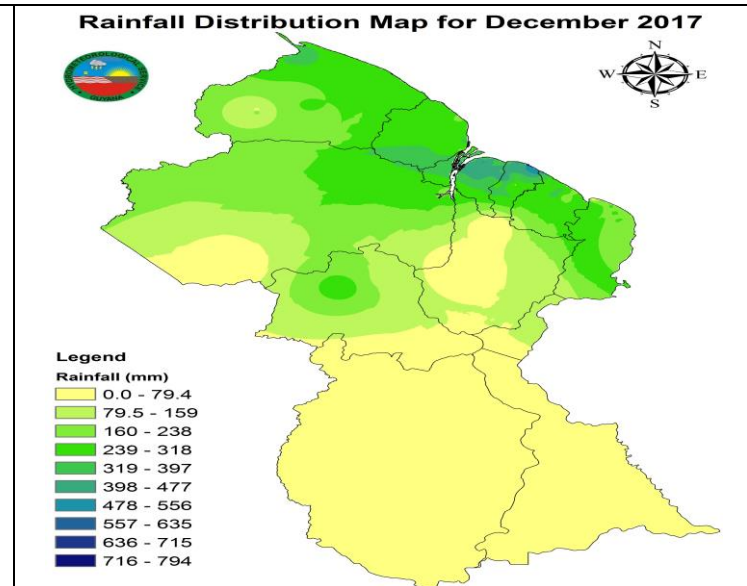 Rainfall Distribution Map for December 2017
N
W E
S
GUYANA
Legend
Rainfall (mm)
0.0 - 79.4
79.5 - 159
160 - 238
239 - 318
319 - 397
398 - 477
478 - 556
557 - 635
636 - 715
716 - 794